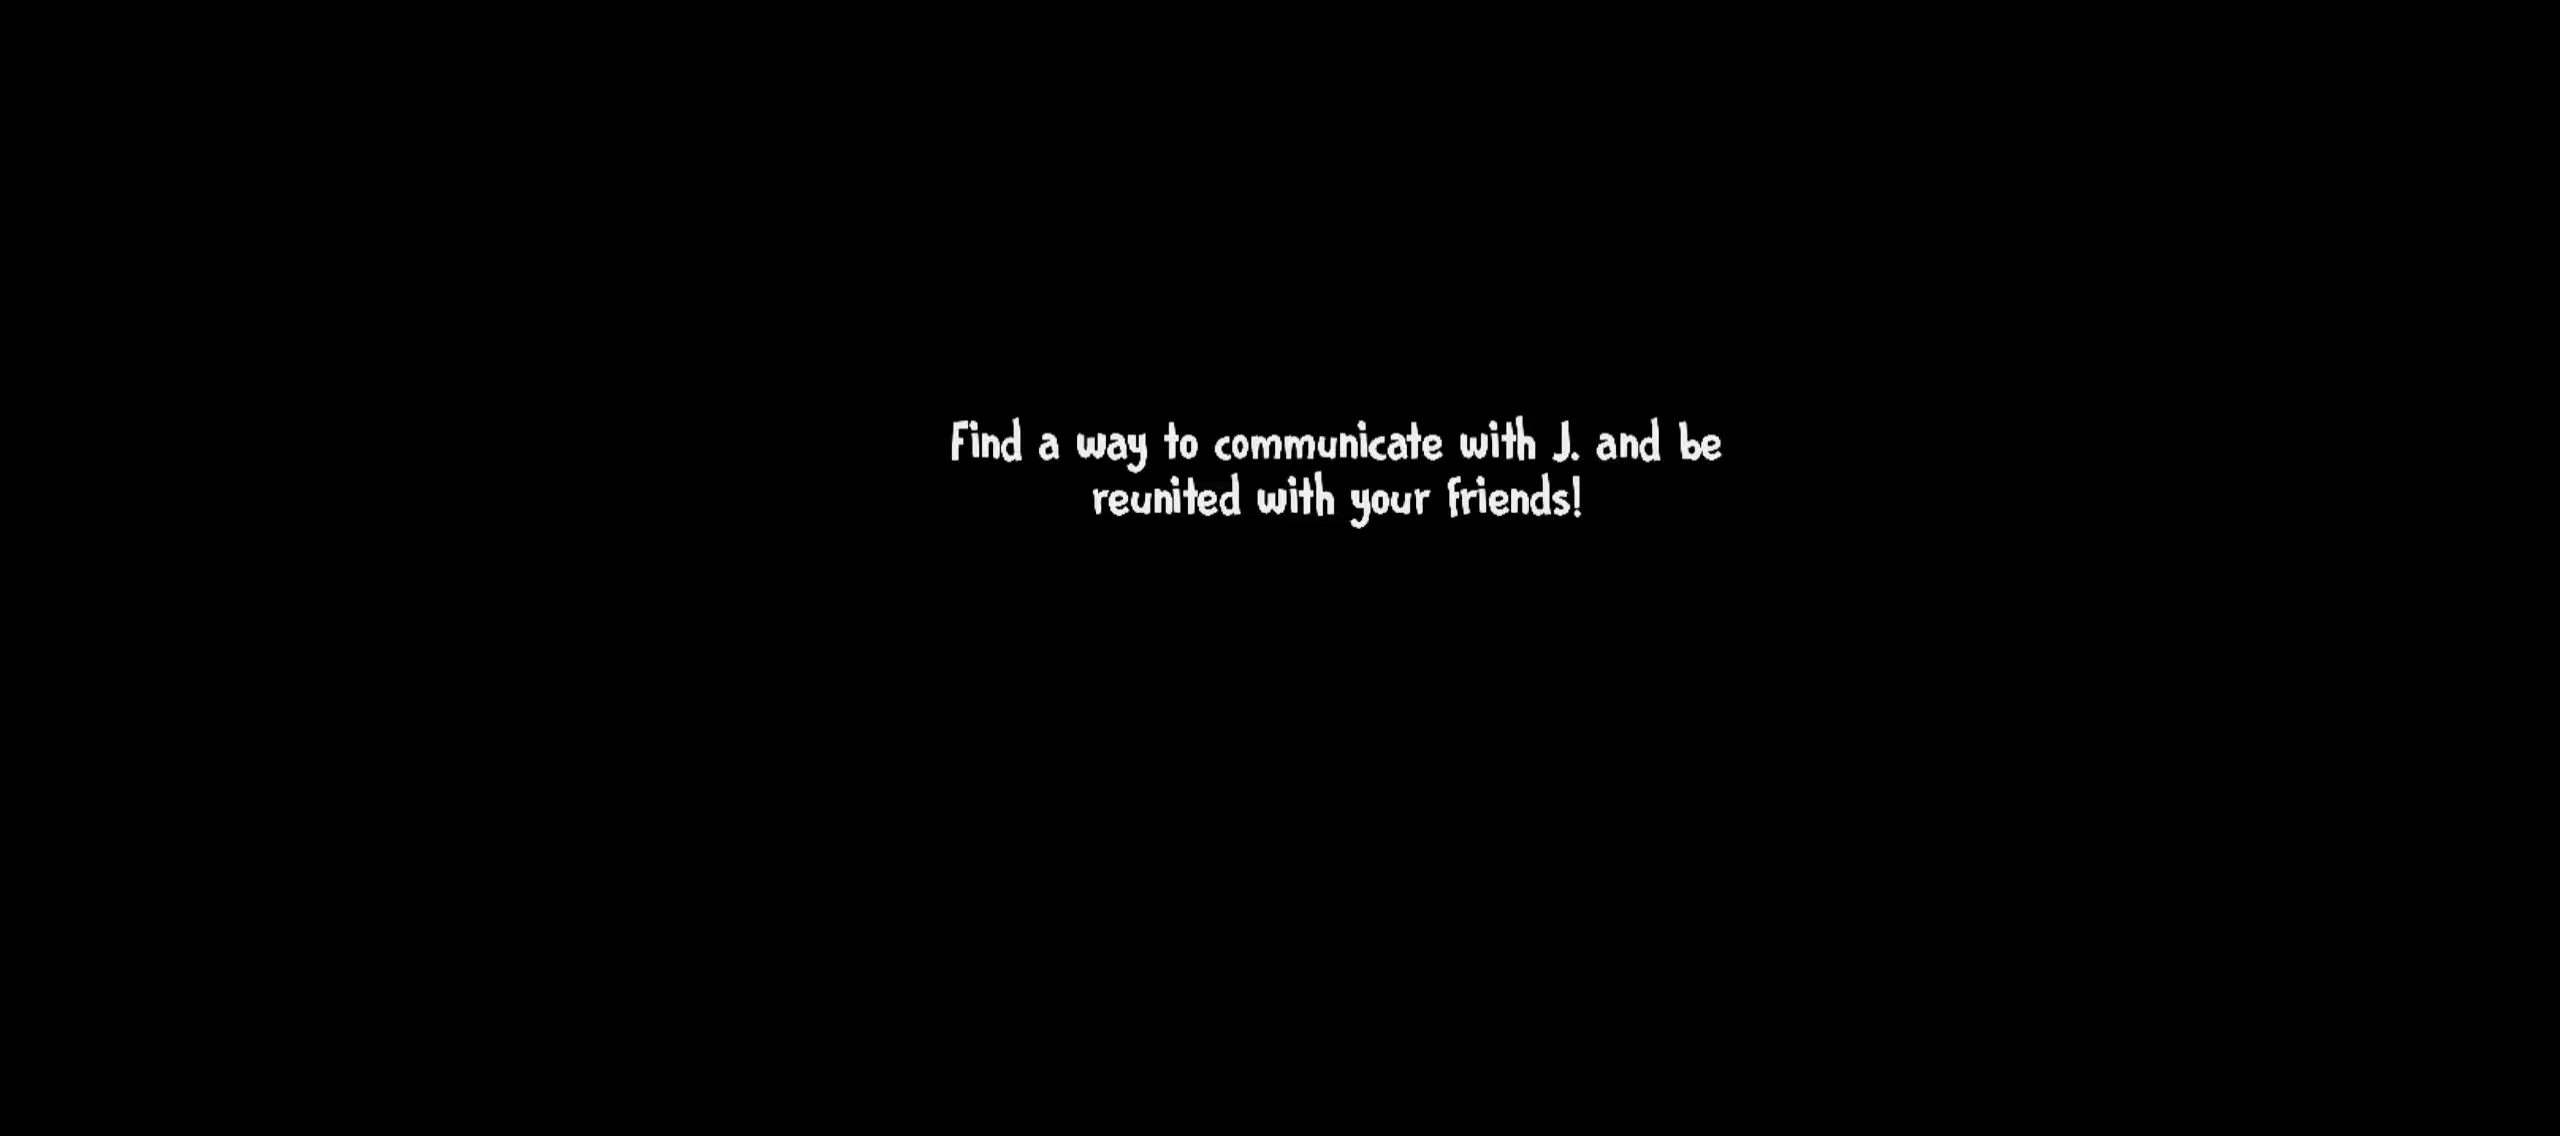 Find a way to communicate with J. and be
reunited with your friends!